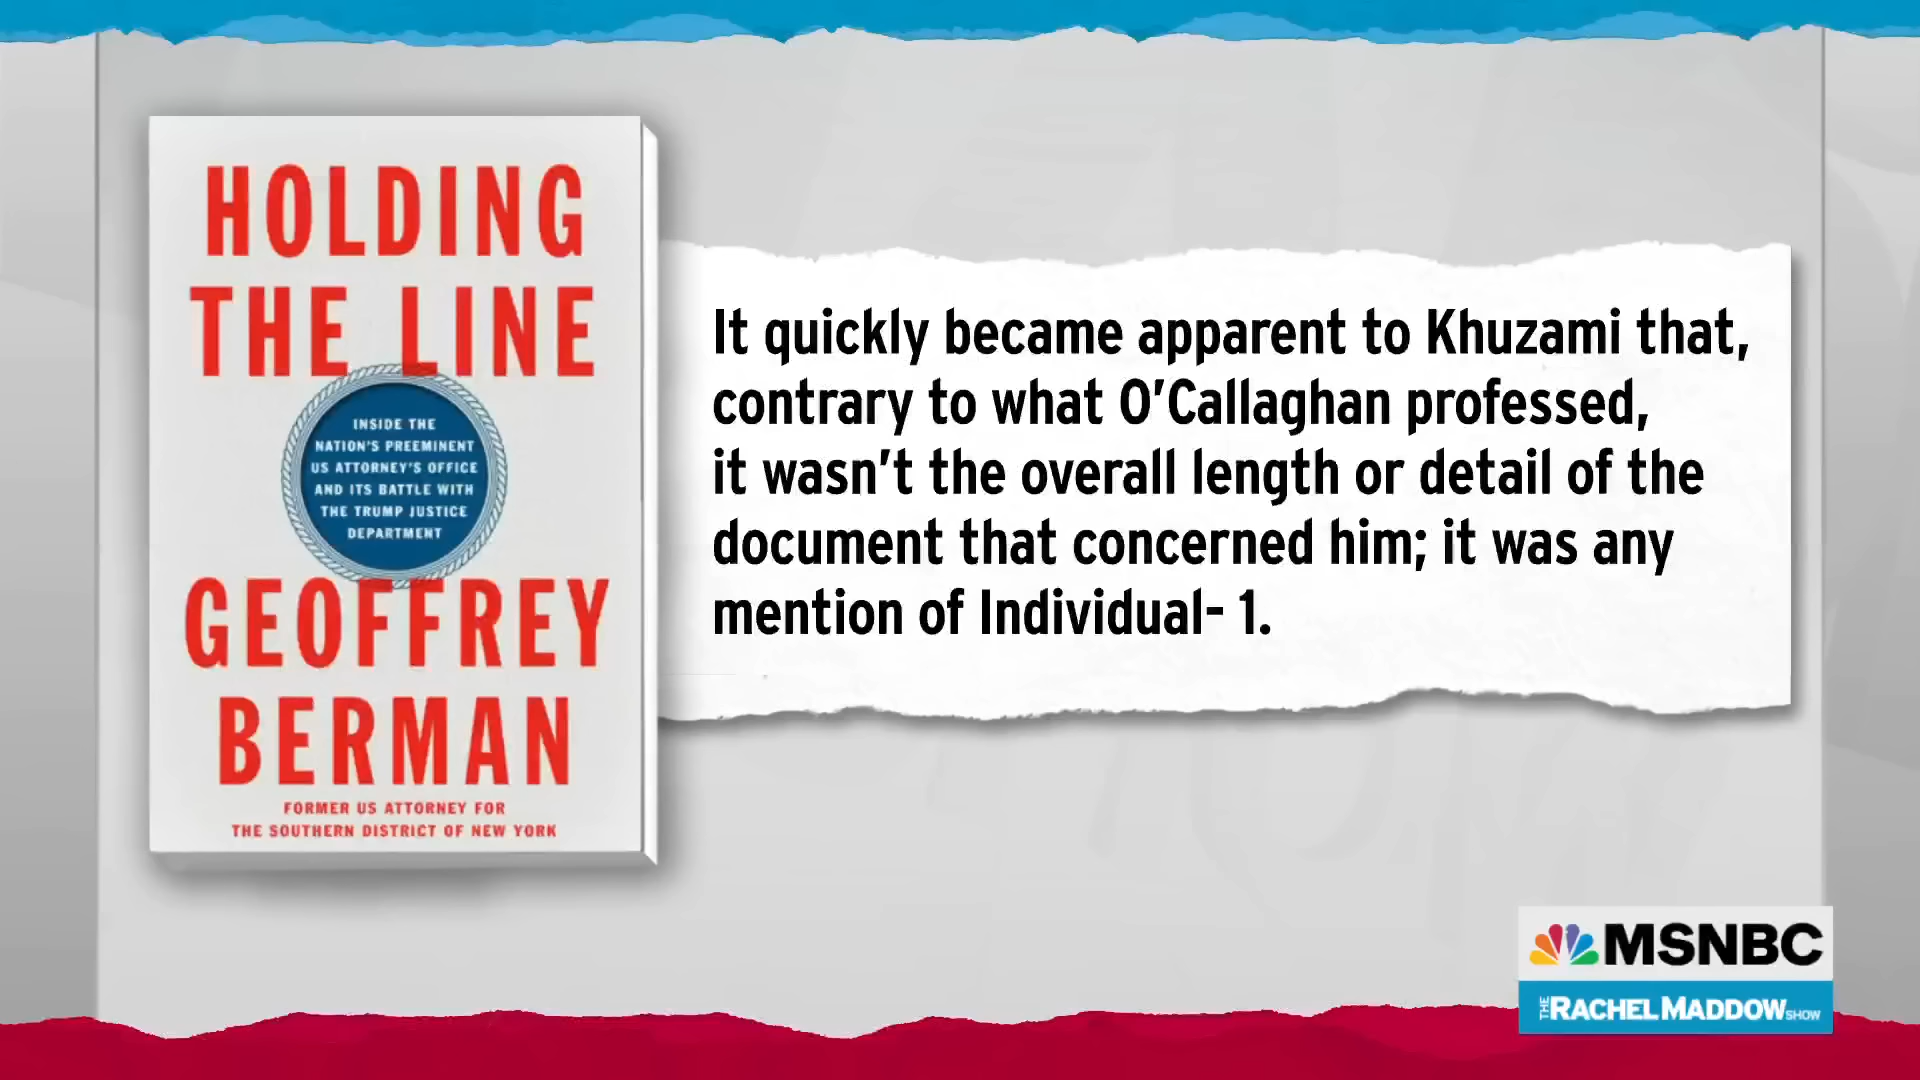 HOLDING
THE LINE
INSIDE THE
NATION'S PREEMINENT
US ATTORNEY'S OFFICE
AND ITS BATTLE WITH
THE TRUMP JUSTICE
DEPARTMENT
GEOFFREY
BERMAN
FORMER US ATTORNEY FOR
THE SOUTHERN DISTRICT OF NEW YORK
It quickly became apparent to Khuzami that,
contrary to what O'Callaghan professed,
it wasn't the overall length or detail of the
document that concerned him; it was any
mention of Individual- 1.
MSNBC
THE RACHEL MADDOW SHOW